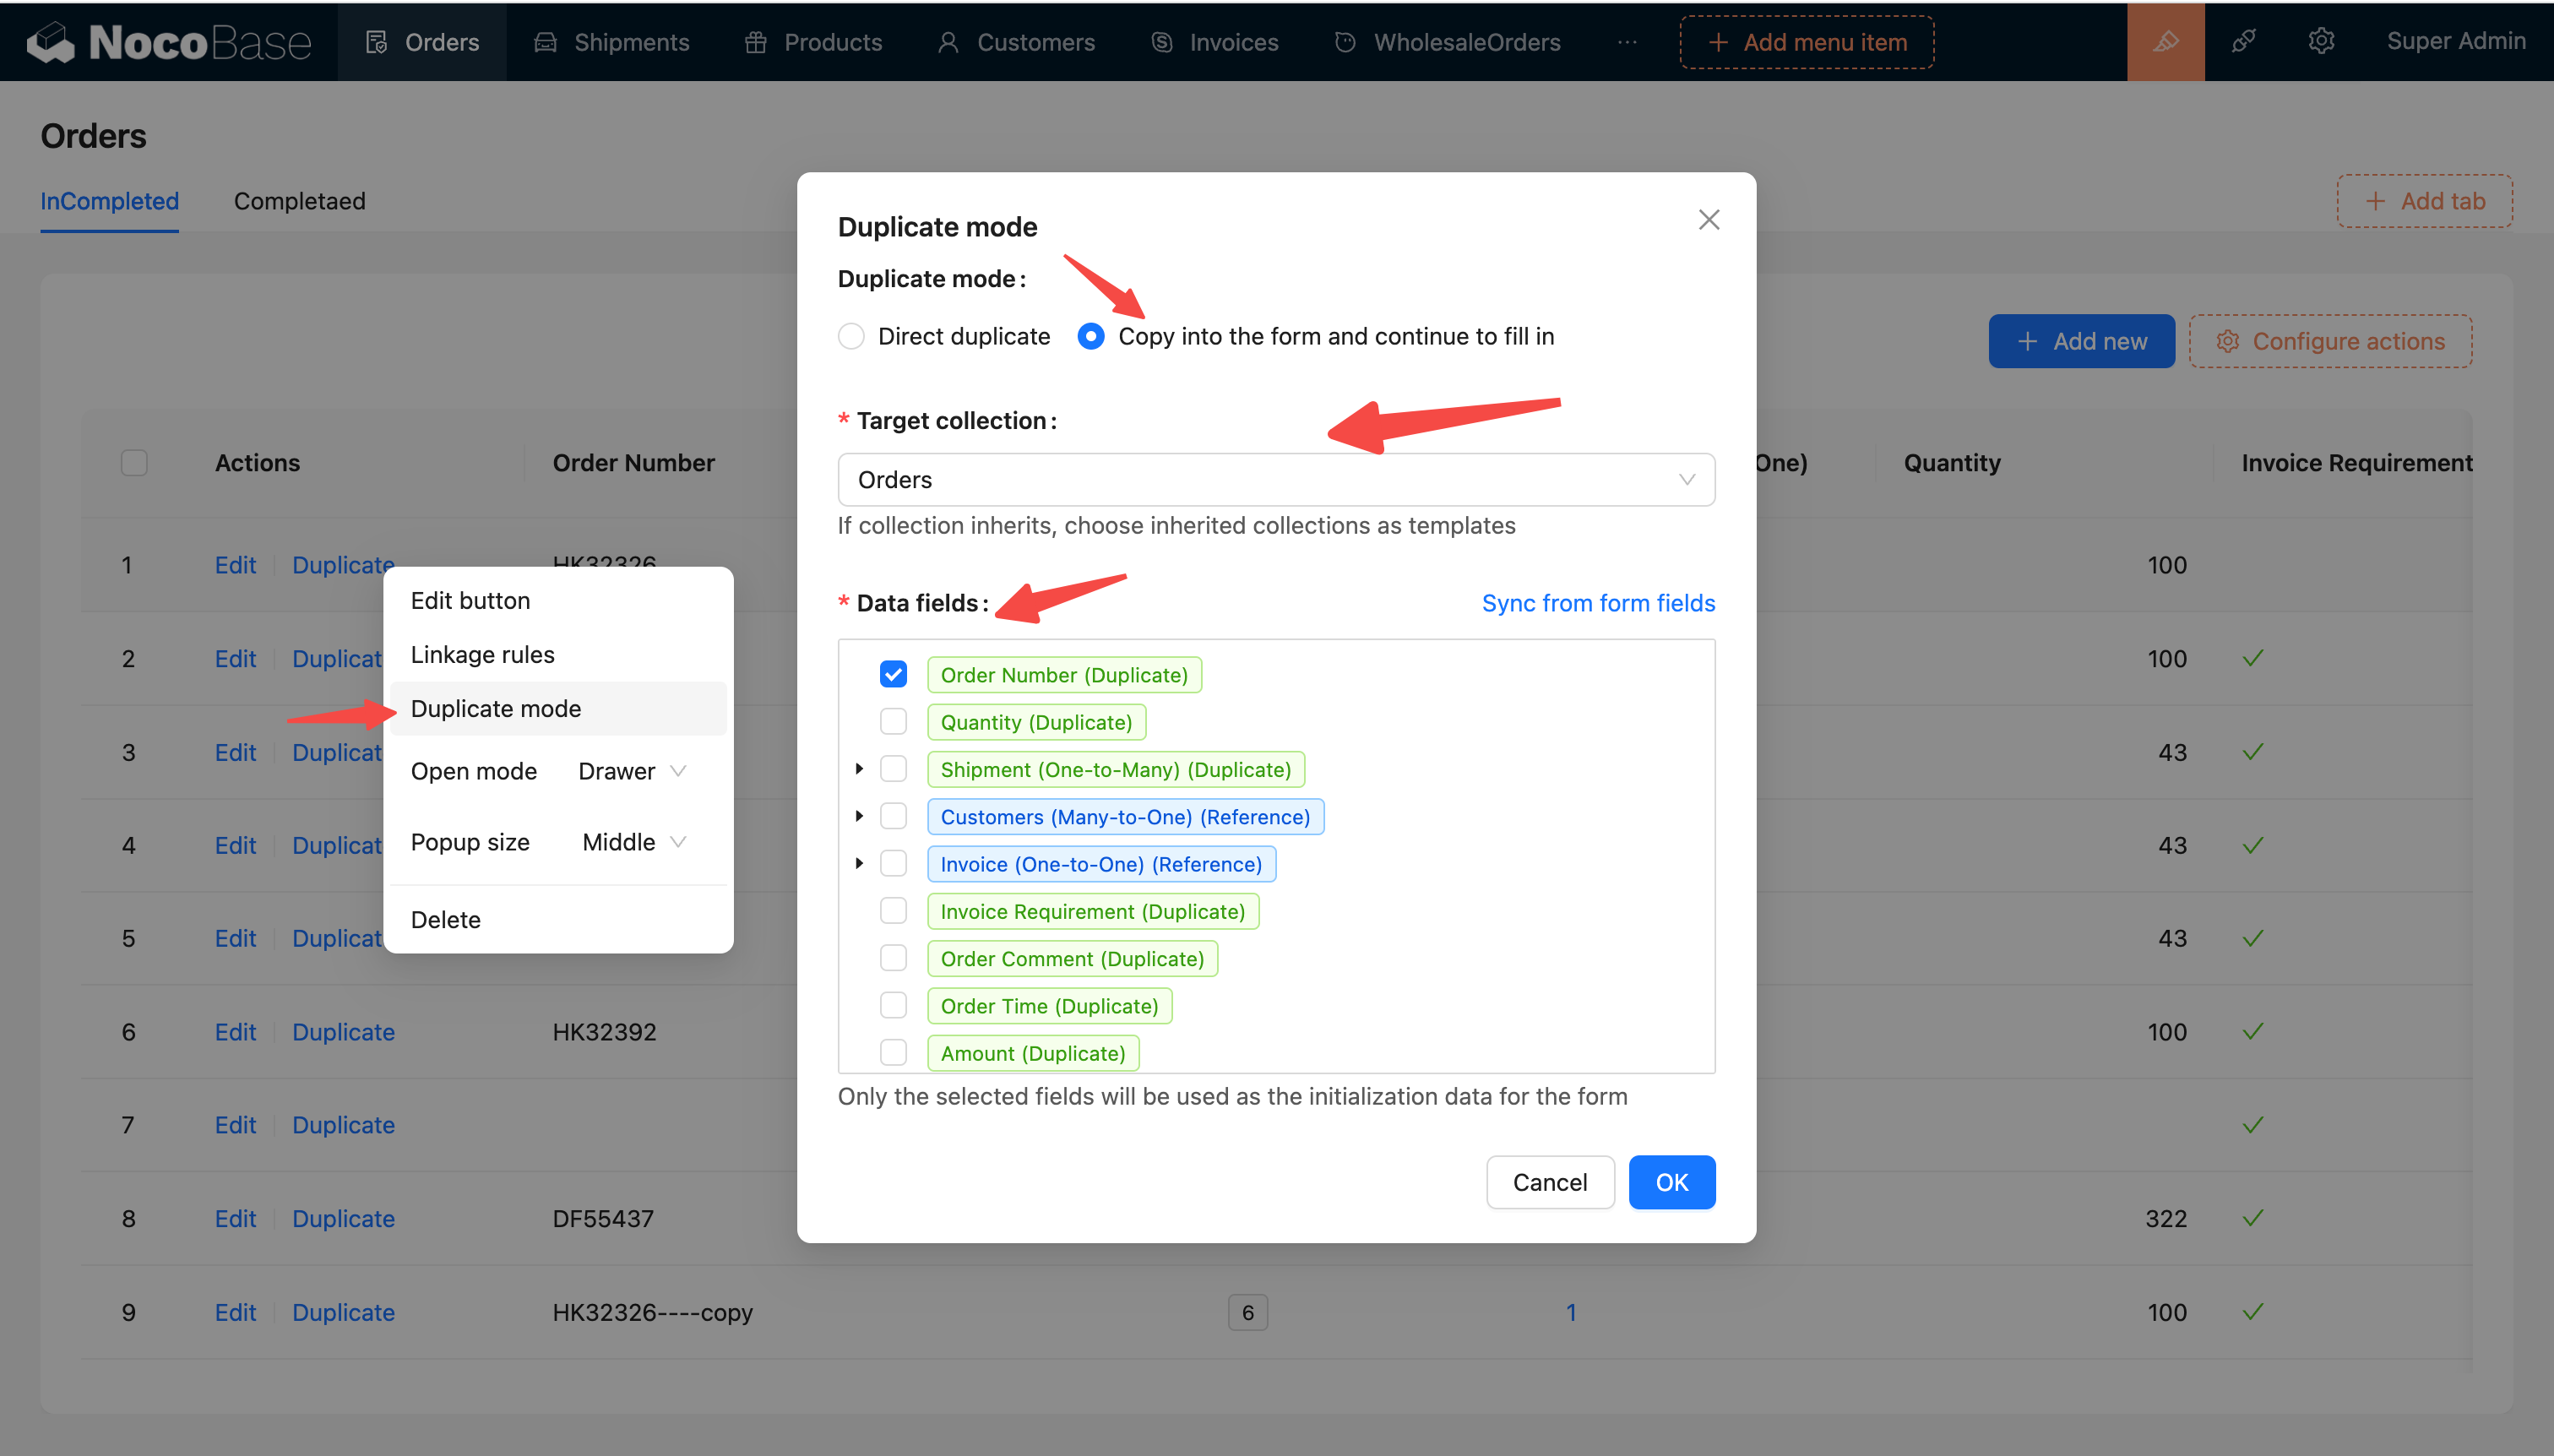 NocoBase Orders Shipments Products Customers Invoices WholesaleOrders ··· + Add menu item Super Admin
Orders
InCompleted Completaed + Add tab
+ Add new Configure actions
Actions Order Number One) Quantity Invoice Requirement
1 Edit Duplicate HK32326 100
2 Edit Duplicat 100
3 Edit Duplicat 43
4 Edit Duplicat 43
5 Edit Duplicat 43
6 Edit Duplicate HK32392 100
7 Edit Duplicate
8 Edit Duplicate DF55437 322
9 Edit Duplicate HK32326----copy 6 1 100
Edit button
Linkage rules
Duplicate mode
Open mode Drawer
Popup size Middle
Delete
Duplicate mode
Duplicate mode:
Direct duplicate Copy into the form and continue to fill in
* Target collection:
Orders
If collection inherits, choose inherited collections as templates
* Data fields: Sync from form fields
Order Number (Duplicate)
Quantity (Duplicate)
Shipment (One-to-Many) (Duplicate)
Customers (Many-to-One) (Reference)
Invoice (One-to-One) (Reference)
Invoice Requirement (Duplicate)
Order Comment (Duplicate)
Order Time (Duplicate)
Amount (Duplicate)
Only the selected fields will be used as the initialization data for the form
Cancel OK